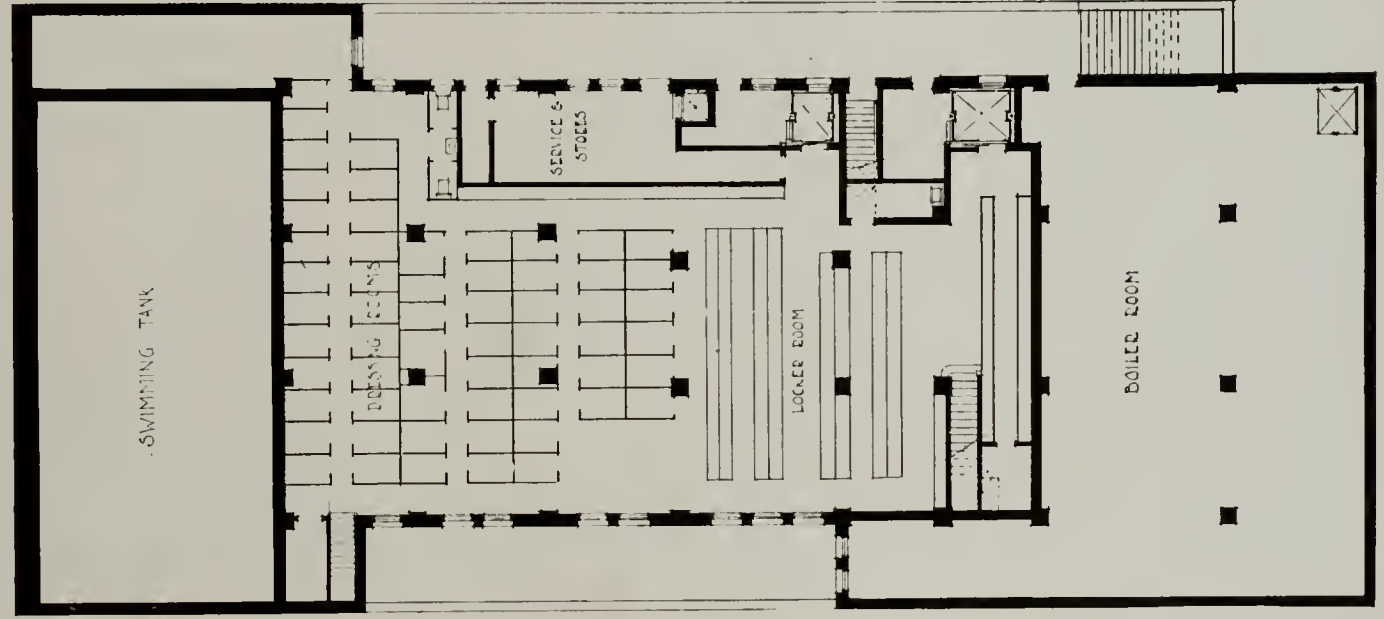 SWIMMING TANK
DRESSING ROOMS
SERVICE &
STORES
LOCKER ROOM
BOILER ROOM